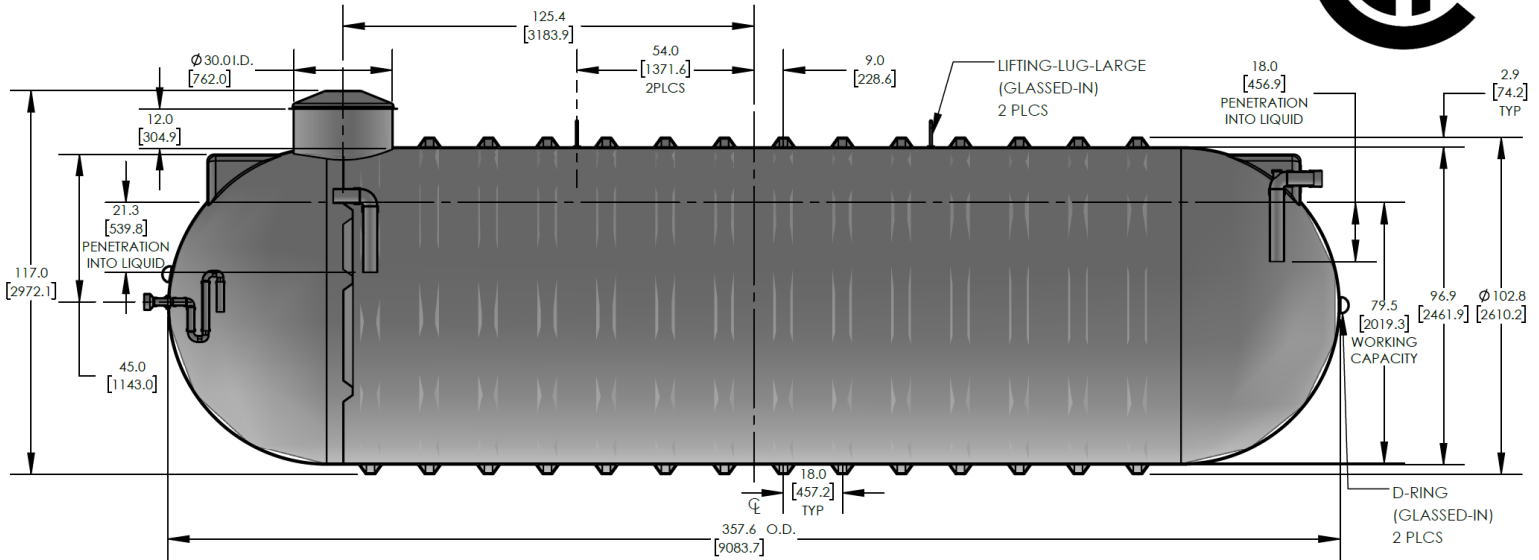 125.4
[3183.9]
54.0
[1371.6]
2PLCS
9.0
[228.6]
Ø30.0I.D.
[762.0]
LIFTING-LUG-LARGE
(GLASSED-IN)
2 PLCS
18.0
[456.9]
PENETRATION
INTO LIQUID
2.9
[74.2]
TYP
12.0
[304.9]
21.3
[539.8]
PENETRATION
INTO LIQUID
117.0
[2972.1]
45.0
[1143.0]
79.5
[2019.3]
WORKING
CAPACITY
96.9
[2461.9]
Ø102.8
[2610.2]
18.0
[457.2]
TYP
℄
357.6 O.D.
[9083.7]
D-RING
(GLASSED-IN)
2 PLCS